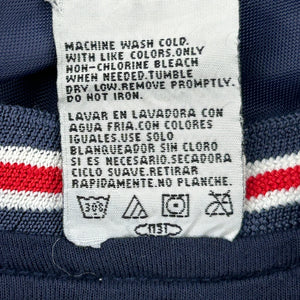 MACHINE WASH COLD.
WITH LIKE COLORS.ONLY
NON-CHLORINE BLEACH
WHEN NEEDED.TUMBLE
DRY LOW.REMOVE PROMPTLY.
DO NOT IRON.
LAVAR EN LAVADORA CON
AGUA FRIA.CON COLORES
IGUALES.USE SOLO
BLANQUEADOR SIN CLORO
SI ES NECESARIO.SECADORA
CICLO SUAVE.RETIRAR
RAPIDAMENTE.NO PLANCHE.
30°